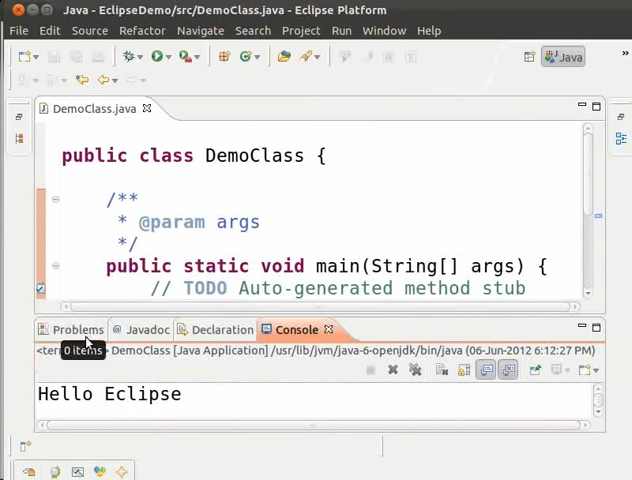 Java - EclipseDemo/src/DemoClass.java - Eclipse Platform
File Edit Source Refactor Navigate Search Project Run Window Help
Java
DemoClass.java
public class DemoClass {
/**
* @param args
*/
public static void main(String[] args) {
// TODO Auto-generated method stub
Problems @ Javadoc Declaration Console
<ter DemoClass [Java Application] /usr/lib/jvm/java-6-openjdk/bin/java (06-Jun-2012 6:12:27 PM)
0 items
Hello Eclipse